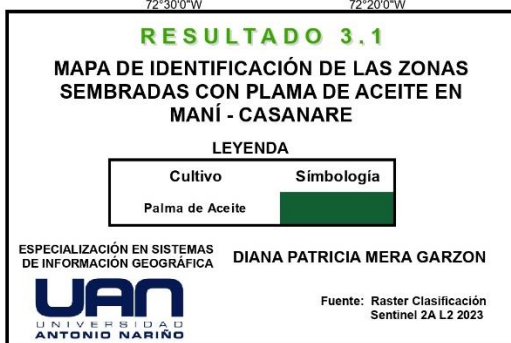 72°30'0"W 72°20'0"W
RESULTADO 3.1
MAPA DE IDENTIFICACIÓN DE LAS ZONAS
SEMBRADAS CON PLAMA DE ACEITE EN
MANÍ - CASANARE
LEYENDA
Cultivo Símbología
Palma de Aceite
ESPECIALIZACIÓN EN SISTEMAS
DE INFORMACIÓN GEOGRÁFICA
DIANA PATRICIA MERA GARZON
UAN
UNIVERSIDAD
ANTONIO NARIÑO
Fuente: Raster Clasificación
Sentinel 2A L2 2023